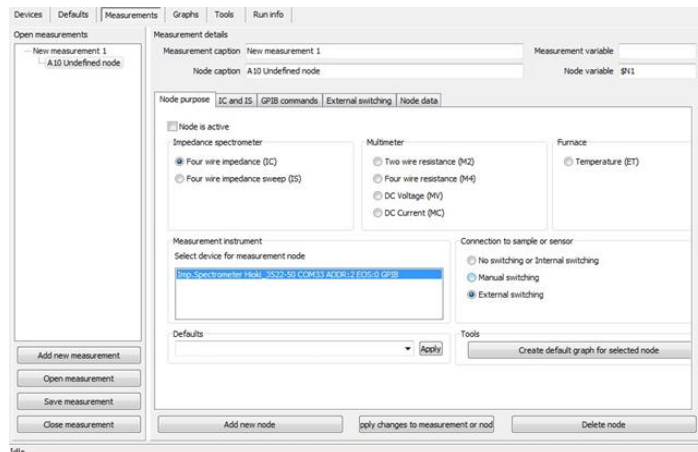 Devices Defaults Measurements Graphs Tools Run info
Open measurements
New measurement 1
A10 Undefined node
Add new measurement
Open measurement
Save measurement
Close measurement
Measurement details
Measurement caption New measurement 1 Measurement variable
Node caption A10 Undefined node Node variable $N1
Node purpose IC and IS GPIB commands External switching Node data
Node is active
Impedance spectrometer
Four wire impedance (IC)
Four wire impedance sweep (IS)
Multimeter
Two wire resistance (M2)
Four wire resistance (M4)
DC Voltage (MV)
DC Current (MC)
Furnace
Temperature (ET)
Measurement instrument
Select device for measurement node
Imp.Spectrometer Hioki_3522-50 COM33 ADDR:2 EOS:0 GPIB
Connection to sample or sensor
No switching or Internal switching
Manual switching
External switching
Defaults
Apply
Tools
Create default graph for selected node
Add new node pply changes to measurement or nod Delete node
Idle